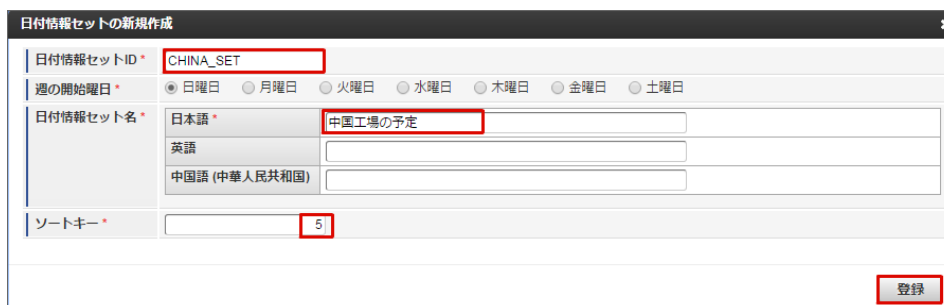 日付情報セットの新規作成
日付情報セットID * CHINA_SET
週の開始曜日 * 日曜日 月曜日 火曜日 水曜日 木曜日 金曜日 土曜日
日付情報セット名 * 日本語 * 中国工場の予定
英語
中国語 (中華人民共和国)
ソートキー * 5
登録